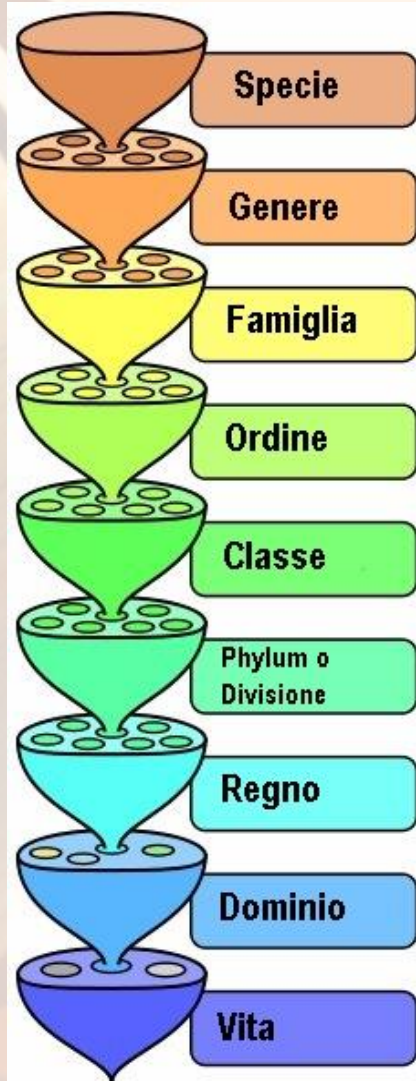 Specie
Genere
Famiglia
Ordine
Classe
Phylum o
Divisione
Regno
Dominio
Vita